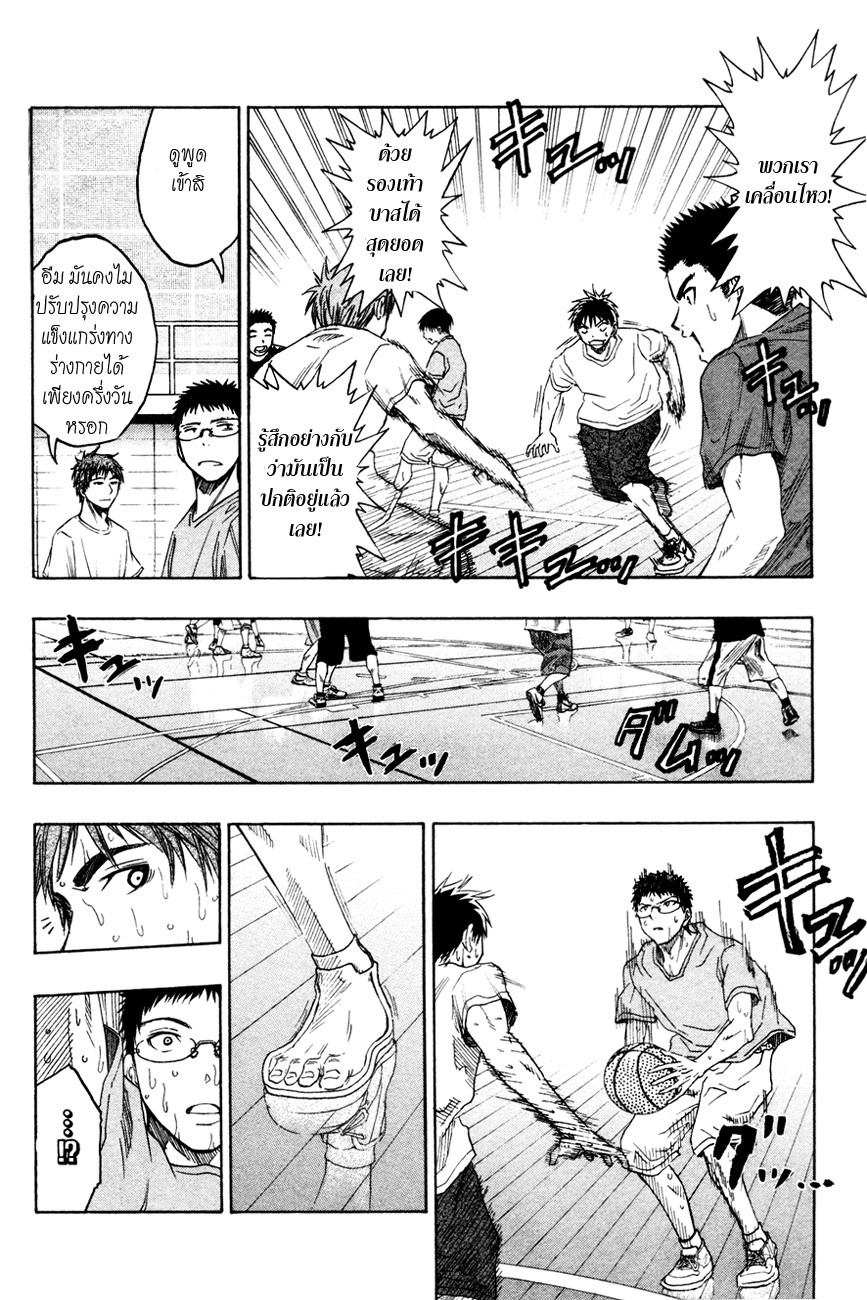 พวกเรา
เคลื่อนไหว!
ด้วย
รองเท้า
บาสได้
สุดยอด
เลย!
キュッ
キュッ
รู้สึกอย่างกับ
ว่ามันเป็น
ปกติอยู่แล้ว
เลย!
キ
キュッ
ดูพูด
เข้าสิ
อืม มันคงไม
ปรับปรุงความ
แข็งแกร่งทาง
ร่างกายได้
เพียงครึ่งวัน
หรอก
キュッ
キュッ
ダムッ
キュッ
ダッ...
...!?